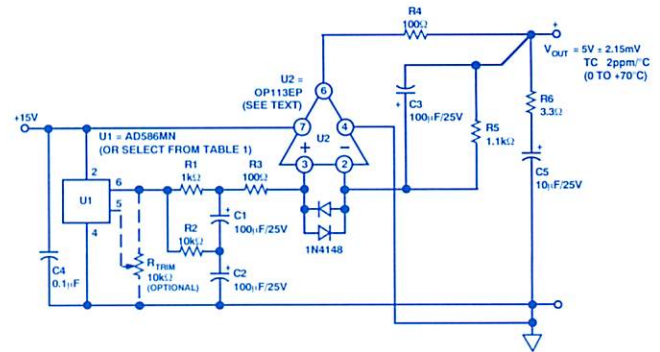 R4
100Ω
+
V OUT = 5V ± 2.15mV
TC 2ppm/°C
(0 TO +70°C)
U2 =
OP113EP
(SEE TEXT)
6
C3
100µF/25V
+
R6
3.3Ω
+15V
U1 = AD586MN
(OR SELECT FROM TABLE 1)
7
4
U2
+
−
R5
1.1kΩ
3
2
2
R1
1kΩ
R3
100Ω
+
C5
10µF/25V
U1
6
5
+
C1
100µF/25V
R2
10kΩ
1N4148
4
C4
0.1µF
R TRIM
10kΩ
(OPTIONAL)
+
C2
100µF/25V